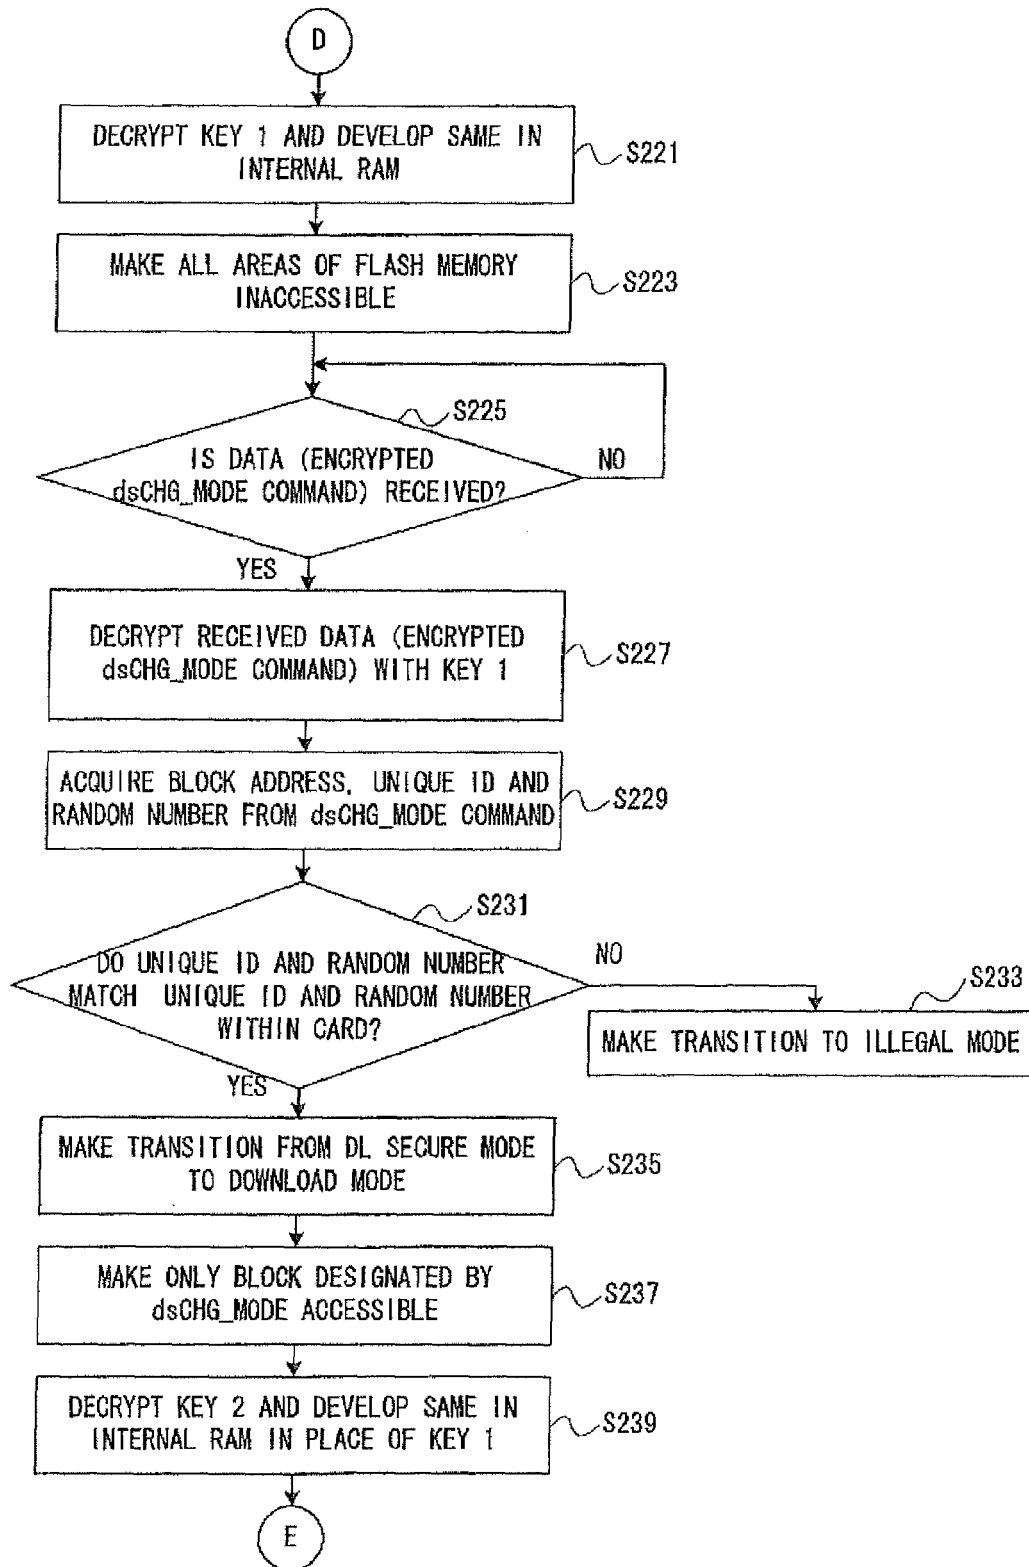 D
DECRYPT KEY 1 AND DEVELOP SAME IN
INTERNAL RAM
S221
MAKE ALL AREAS OF FLASH MEMORY
INACCESSIBLE
S223
S225
IS DATA (ENCRYPTED
dsCHG_MODE COMMAND) RECEIVED?
NO
YES
DECRYPT RECEIVED DATA (ENCRYPTED
dsCHG_MODE COMMAND) WITH KEY 1
S227
ACQUIRE BLOCK ADDRESS, UNIQUE ID AND
RANDOM NUMBER FROM dsCHG_MODE COMMAND
S229
S231
DO UNIQUE ID AND RANDOM NUMBER
MATCH UNIQUE ID AND RANDOM NUMBER
WITHIN CARD?
NO
S233
MAKE TRANSITION TO ILLEGAL MODE
YES
MAKE TRANSITION FROM DL SECURE MODE
TO DOWNLOAD MODE
S235
MAKE ONLY BLOCK DESIGNATED BY
dsCHG_MODE ACCESSIBLE
S237
DECRYPT KEY 2 AND DEVELOP SAME IN
INTERNAL RAM IN PLACE OF KEY 1
S239
E